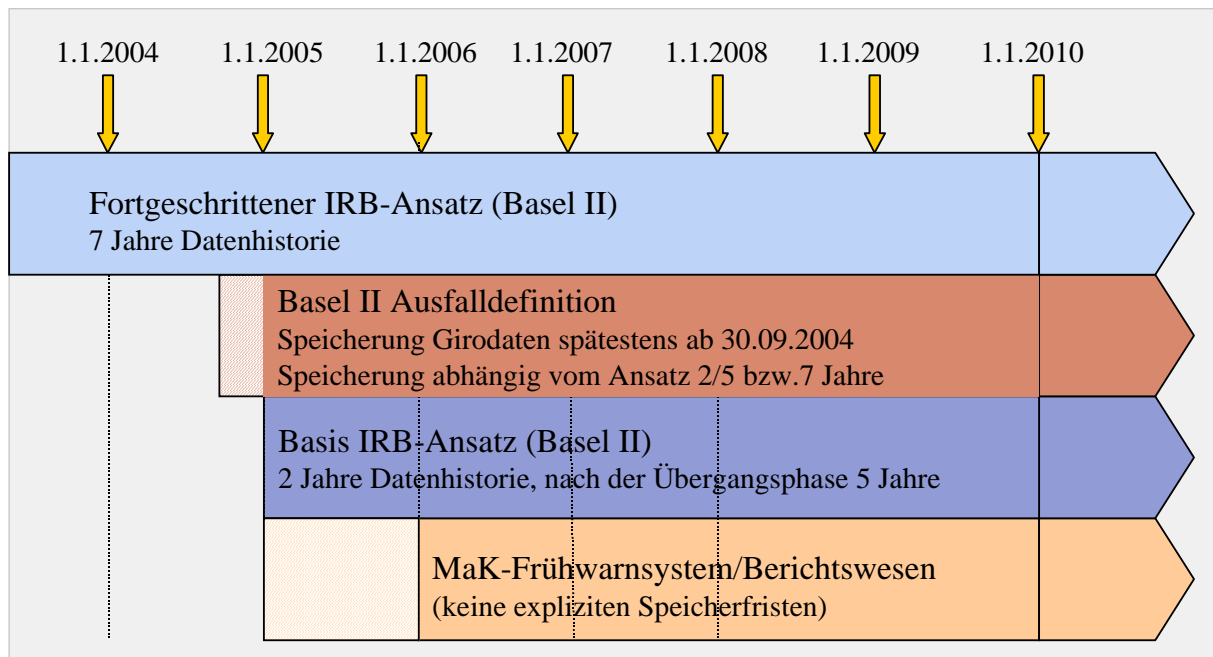 1.1.2004 1.1.2005 1.1.2006 1.1.2007 1.1.2008 1.1.2009 1.1.2010
Fortgeschrittener IRB-Ansatz (Basel II)
7 Jahre Datenhistorie
Basel II Ausfalldefinition
Speicherung Girodaten spätestens ab 30.09.2004
Speicherung abhängig vom Ansatz 2/5 bzw.7 Jahre
Basis IRB-Ansatz (Basel II)
2 Jahre Datenhistorie, nach der Übergangsphase 5 Jahre
MaK-Frühwarnsystem/Berichtswesen
(keine expliziten Speicherfristen)